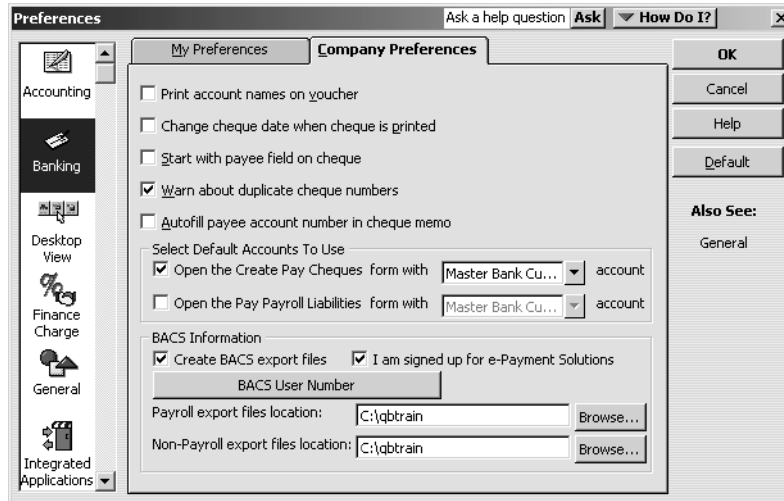 Preferences
Ask a help question Ask How Do I?
My Preferences
Company Preferences
Accounting
Banking
Desktop
View
Finance
Charge
General
Integrated
Applications
Print account names on voucher
Change cheque date when cheque is printed
Start with payee field on cheque
Warn about duplicate cheque numbers
Autofill payee account number in cheque memo
Select Default Accounts To Use
Open the Create Pay Cheques form with Master Bank Cu... account
Open the Pay Payroll Liabilities form with Master Bank Cu... account
BACS Information
Create BACS export files I am signed up for e-Payment Solutions
BACS User Number
Payroll export files location: C:\qbtrain Browse...
Non-Payroll export files location: C:\qbtrain Browse...
OK
Cancel
Help
Default
Also See:
General